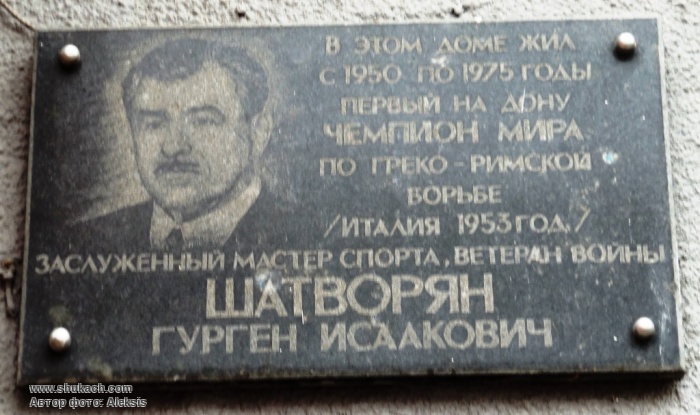 В ЭТОМ ДОМЕ ЖИЛ
С 1950 ПО 1975 ГОДЫ
ПЕРВЫЙ НА ДОНУ
ЧЕМПИОН МИРА
ПО ГРЕКО-РИМСКОЙ
БОРЬБЕ
/ИТАЛИЯ 1953 ГОД/
ЗАСЛУЖЕННЫЙ МАСТЕР СПОРТА, ВЕТЕРАН ВОЙНЫ
ШАТВОРЯН
ГУРГЕН ИСААКОВИЧ
www.shukach.com
Автор фото: Aleksis